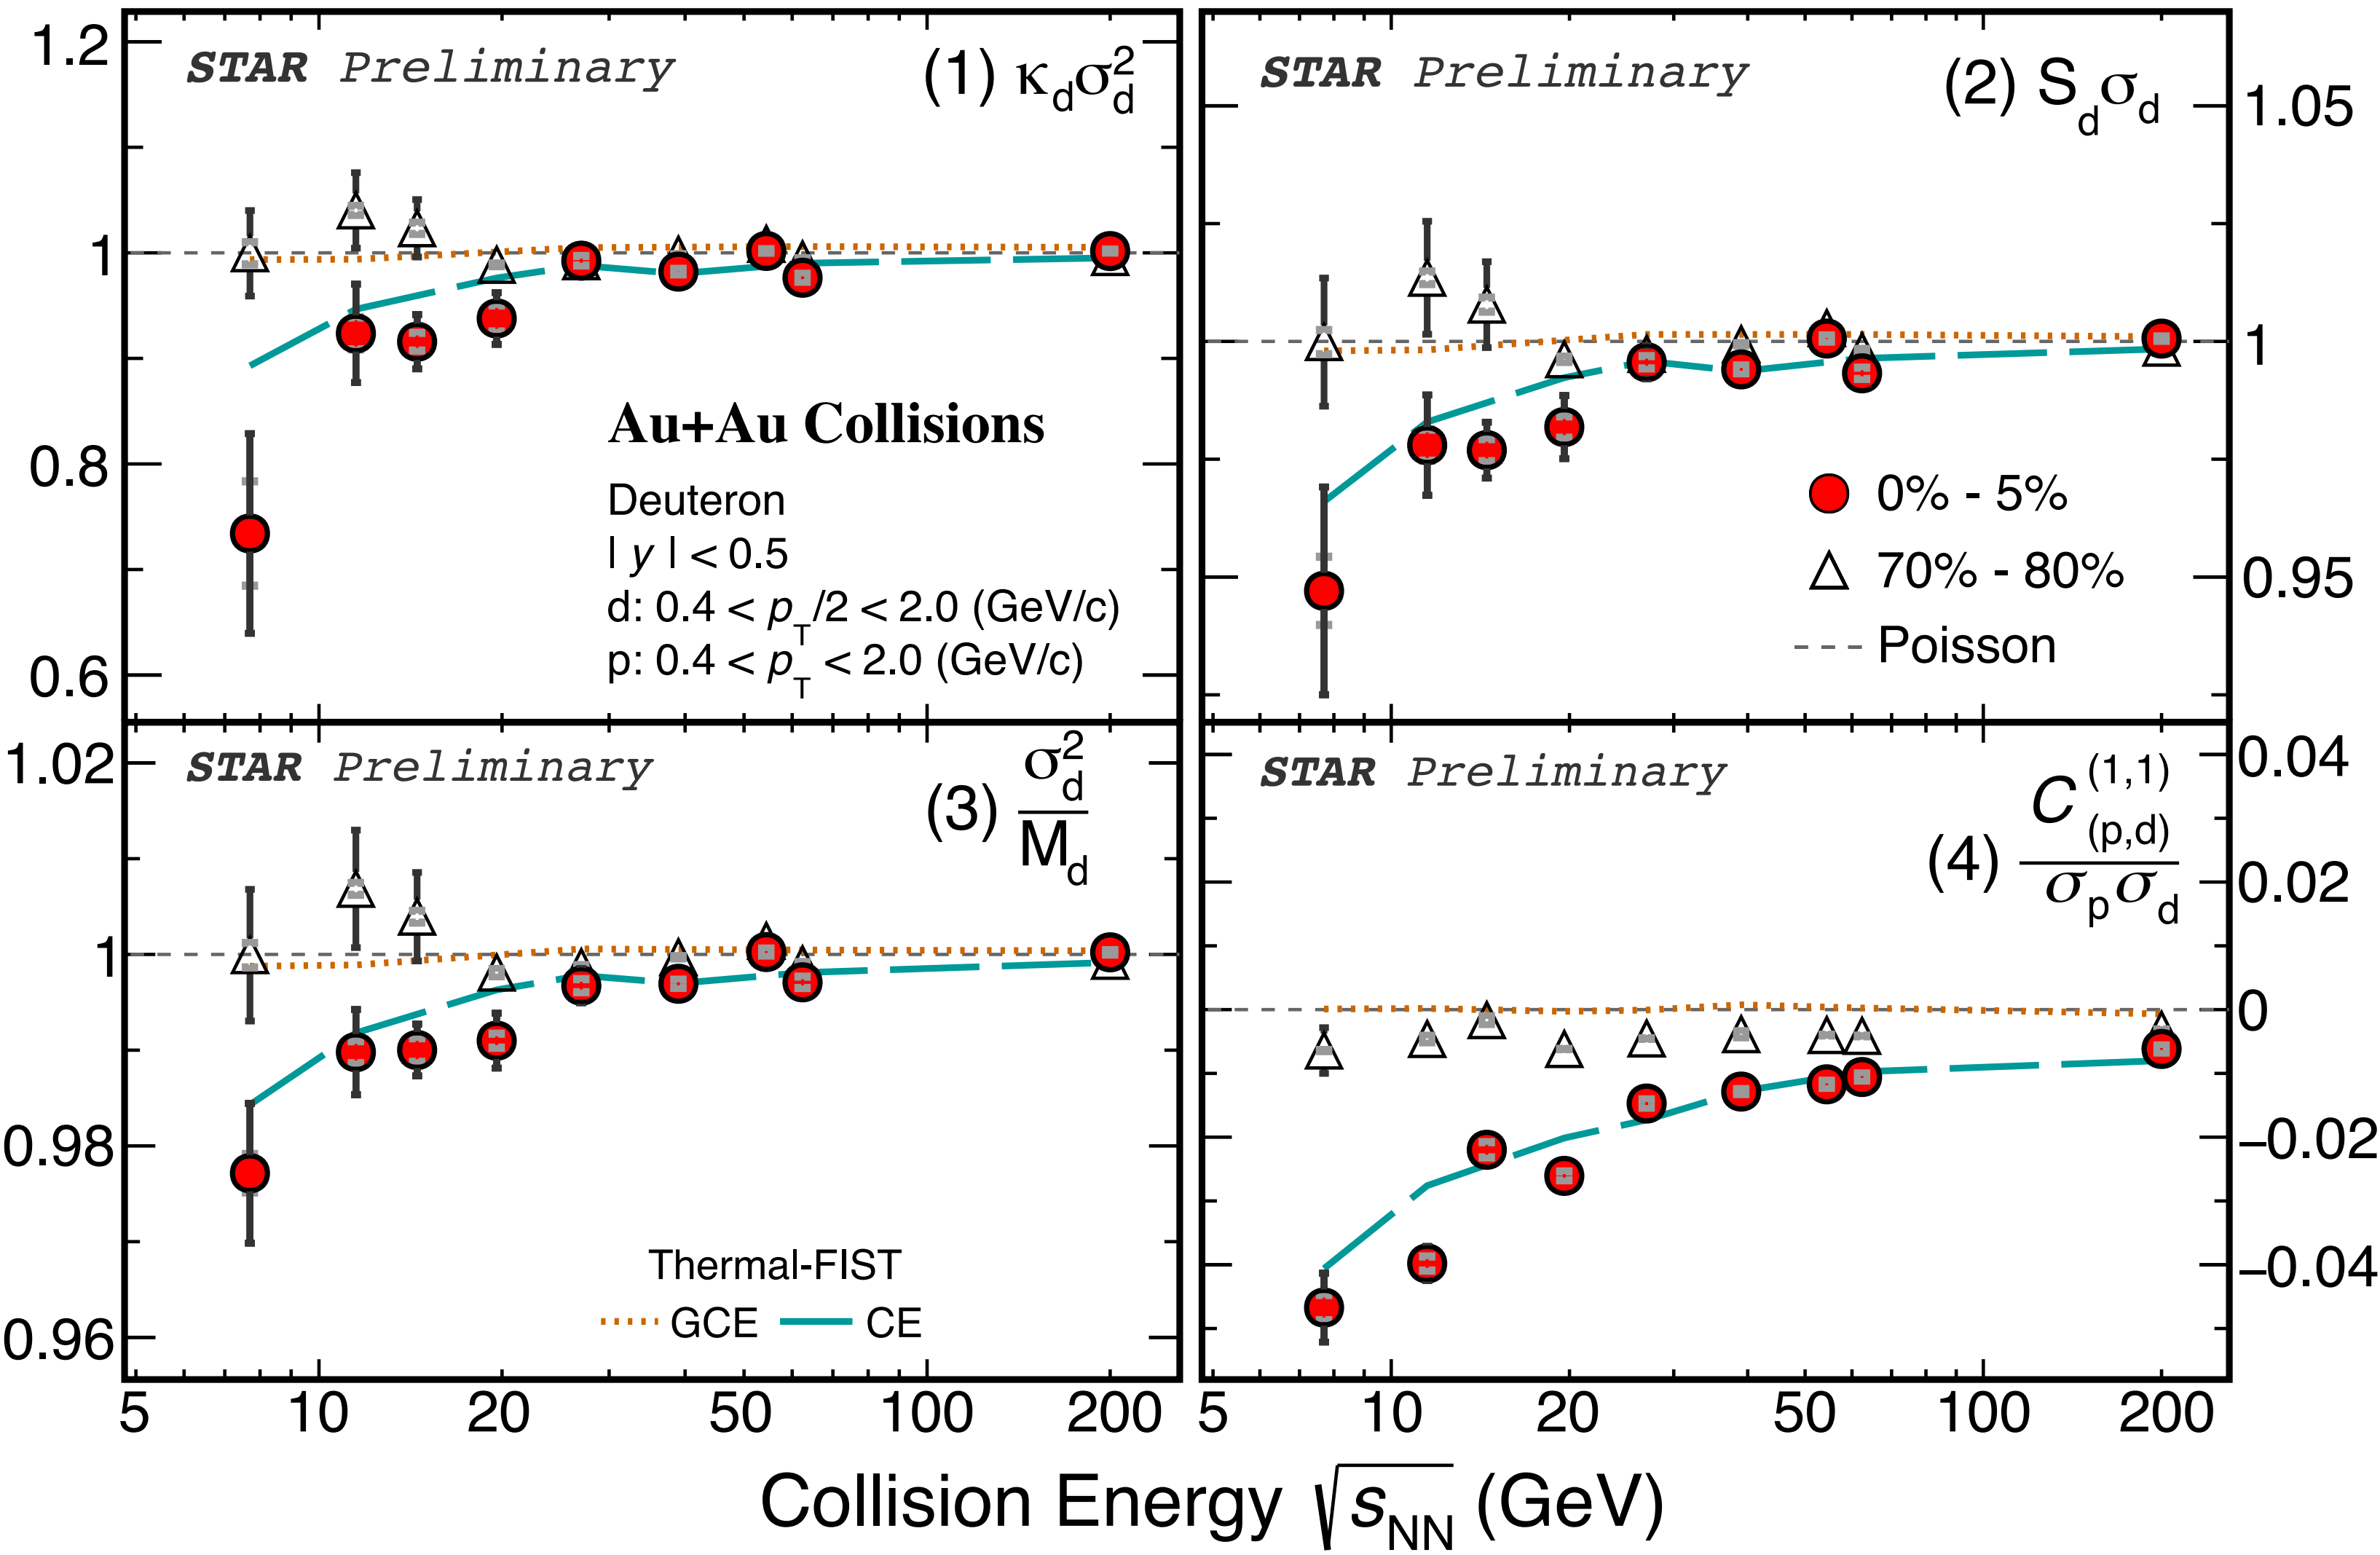 STAR Preliminary
(1) κdσ²d
1.2
1
0.8
0.6
Au+Au Collisions
Deuteron
| y | < 0.5
d: 0.4 < pT/2 < 2.0 (GeV/c)
p: 0.4 < pT < 2.0 (GeV/c)
STAR Preliminary
(2) Sdσd
1.05
1
0.95
0% - 5%
70% - 80%
Poisson
STAR Preliminary
(3) σ²d / Md
1.02
1
0.98
0.96
Thermal-FIST
GCE CE
5 10 20 50 100 200
STAR Preliminary
(4) C(1,1)(p,d) / σpσd
0.04
0.02
0
−0.02
−0.04
5 10 20 50 100 200
Collision Energy √sNN (GeV)